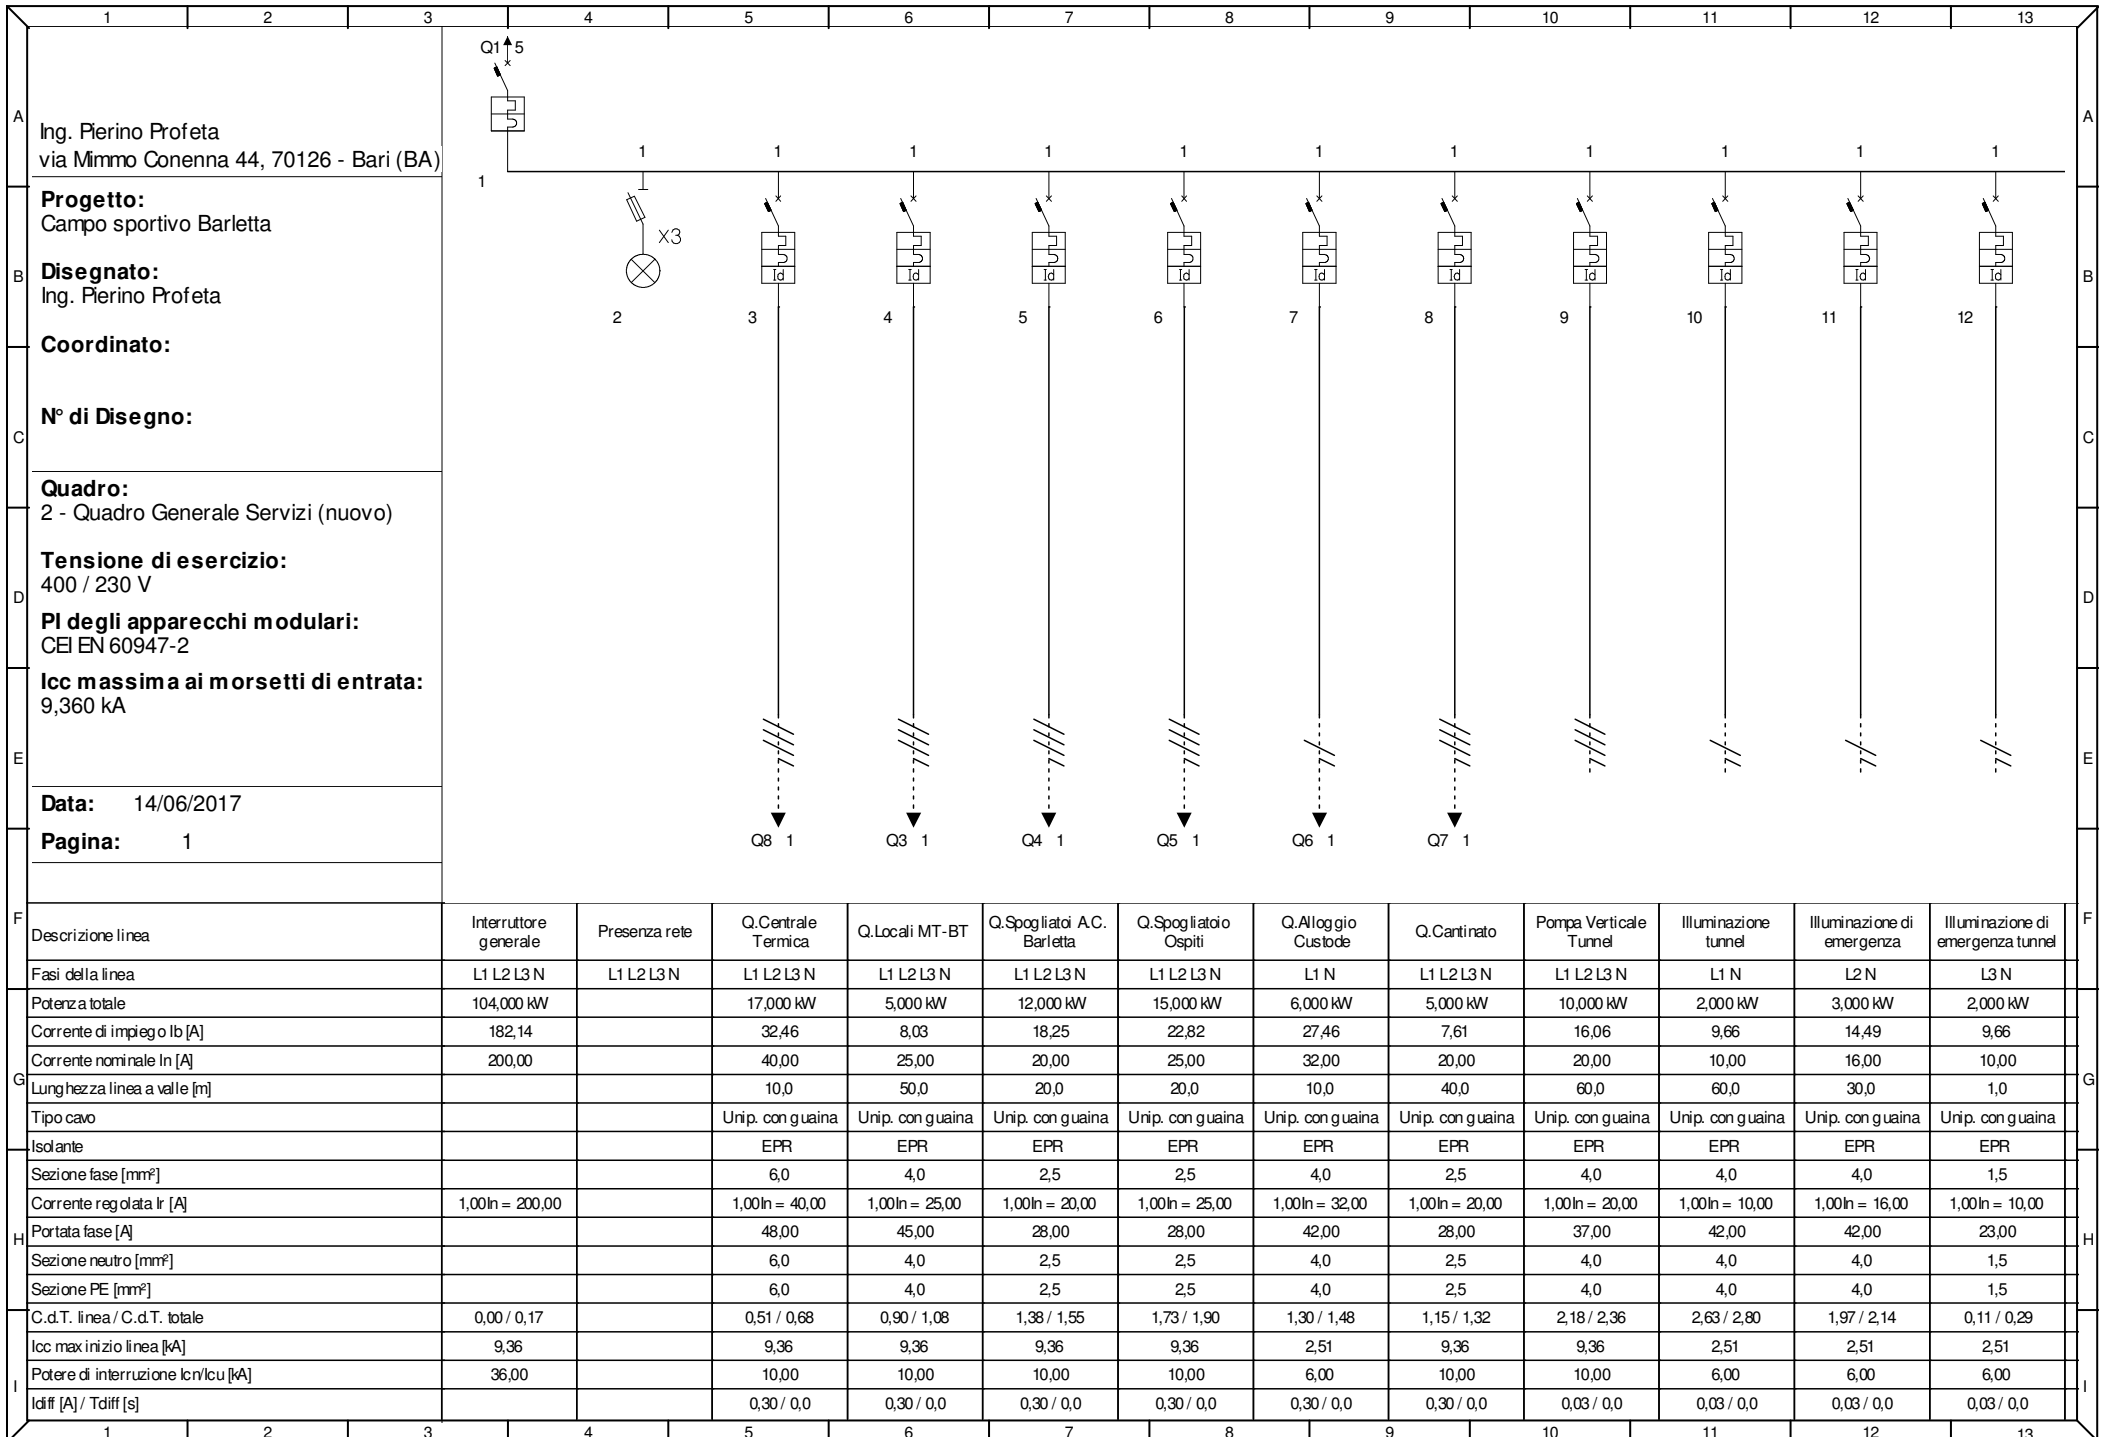 1 2 3 4 5 6 7 8 9 10 11 12 13
Q1 5
A A
Ing. Pierino Profeta
via Mimmo Conenna 44, 70126 - Bari (BA)
1 1 1 1 1 1 1 1 1 1 1
1
Progetto:
Campo sportivo Barletta
X3
B B
Disegnato:
Ing. Pierino Profeta
Id Id Id Id Id Id Id Id Id Id
2 3 4 5 6 7 8 9 10 11 12
Coordinato:
N° di Disegno:
C C
Quadro:
2 - Quadro Generale Servizi (nuovo)
Tensione di esercizio:
400 / 230 V
D D
PI degli apparecchi modulari:
CEI EN 60947-2
Icc massima ai morsetti di entrata:
9,360 kA
E E
Data: 14/06/2017
Pagina: 1
Q8 1 Q3 1 Q4 1 Q5 1 Q6 1 Q7 1
F F
Descrizione linea Interruttore generale Presenza rete Q.Centrale Termica Q.Locali MT-BT Q.Spogliatoi A.C. Barletta Q.Spogliatoio Ospiti Q.Alloggio Custode Q.Cantinato Pompa Verticale Tunnel Illuminazione tunnel Illuminazione di emergenza Illuminazione di emergenza tunnel
Fasi della linea L1 L2 L3 N L1 L2 L3 N L1 L2 L3 N L1 L2 L3 N L1 L2 L3 N L1 L2 L3 N L1 N L1 L2 L3 N L1 L2 L3 N L1 N L2 N L3 N
Potenza totale 104,000 kW 17,000 kW 5,000 kW 12,000 kW 15,000 kW 6,000 kW 5,000 kW 10,000 kW 2,000 kW 3,000 kW 2,000 kW
Corrente di impiego Ib [A] 182,14 32,46 8,03 18,25 22,82 27,46 7,61 16,06 9,66 14,49 9,66
Corrente nominale In [A] 200,00 40,00 25,00 20,00 25,00 32,00 20,00 20,00 10,00 16,00 10,00
G G
Lunghezza linea a valle [m] 10,0 50,0 20,0 20,0 10,0 40,0 60,0 60,0 30,0 1,0
Tipo cavo Unip. con guaina Unip. con guaina Unip. con guaina Unip. con guaina Unip. con guaina Unip. con guaina Unip. con guaina Unip. con guaina Unip. con guaina Unip. con guaina
Isolante EPR EPR EPR EPR EPR EPR EPR EPR EPR EPR
Sezione fase [mm²] 6,0 4,0 2,5 2,5 4,0 2,5 4,0 4,0 4,0 1,5
Corrente regolata Ir [A] 1,00In = 200,00 1,00In = 40,00 1,00In = 25,00 1,00In = 20,00 1,00In = 25,00 1,00In = 32,00 1,00In = 20,00 1,00In = 20,00 1,00In = 10,00 1,00In = 16,00 1,00In = 10,00
H H
Portata fase [A] 48,00 45,00 28,00 28,00 42,00 28,00 37,00 42,00 42,00 23,00
Sezione neutro [mm²] 6,0 4,0 2,5 2,5 4,0 2,5 4,0 4,0 4,0 1,5
Sezione PE [mm²] 6,0 4,0 2,5 2,5 4,0 2,5 4,0 4,0 4,0 1,5
C.d.T. linea / C.d.T. totale 0,00 / 0,17 0,51 / 0,68 0,90 / 1,08 1,38 / 1,55 1,73 / 1,90 1,30 / 1,48 1,15 / 1,32 2,18 / 2,36 2,63 / 2,80 1,97 / 2,14 0,11 / 0,29
Icc max inizio linea [kA] 9,36 9,36 9,36 9,36 9,36 2,51 9,36 9,36 2,51 2,51 2,51
I I
Potere di interruzione Icn/Icu [kA] 36,00 10,00 10,00 10,00 10,00 6,00 10,00 10,00 6,00 6,00 6,00
Idiff [A] / Tdiff [s] 0,30 / 0,0 0,30 / 0,0 0,30 / 0,0 0,30 / 0,0 0,30 / 0,0 0,30 / 0,0 0,03 / 0,0 0,03 / 0,0 0,03 / 0,0 0,03 / 0,0
1 2 3 4 5 6 7 8 9 10 11 12 13